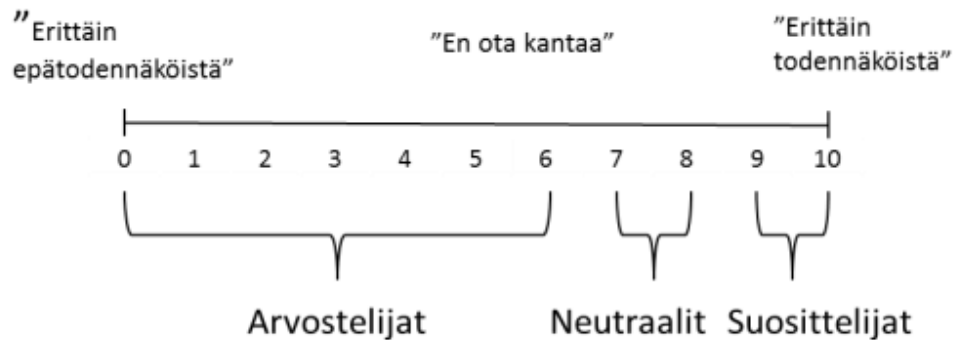 ”Erittäin
epätodennäköistä”
”En ota kantaa”
”Erittäin
todennäköistä”
0 1 2 3 4 5 6 7 8 9 10
Arvostelijat Neutraalit Suosittelijat